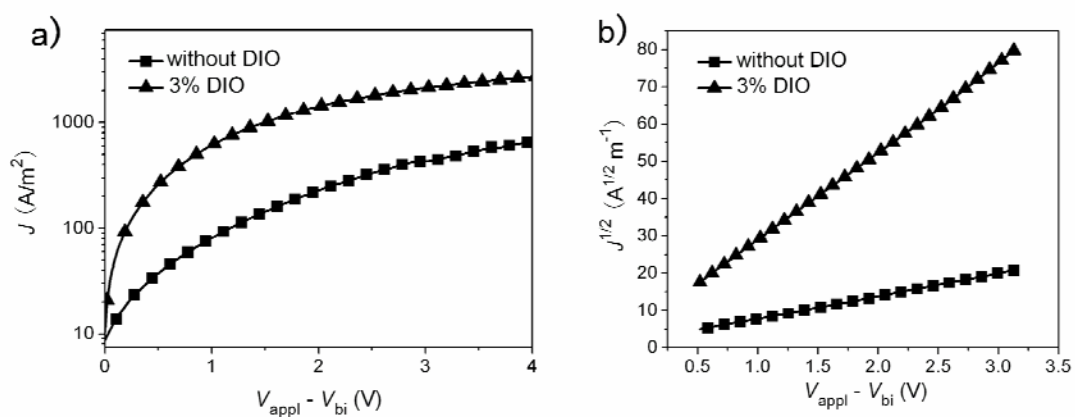 a)
without DIO
3% DIO
1000
100
10
J (A/m²)
0
1
2
3
4
V_appl - V_bi (V)
b)
without DIO
3% DIO
80
70
60
50
40
30
20
10
0
J^1/2 (A^1/2 m^-1)
0.5
1.0
1.5
2.0
2.5
3.0
3.5
V_appl - V_bi (V)